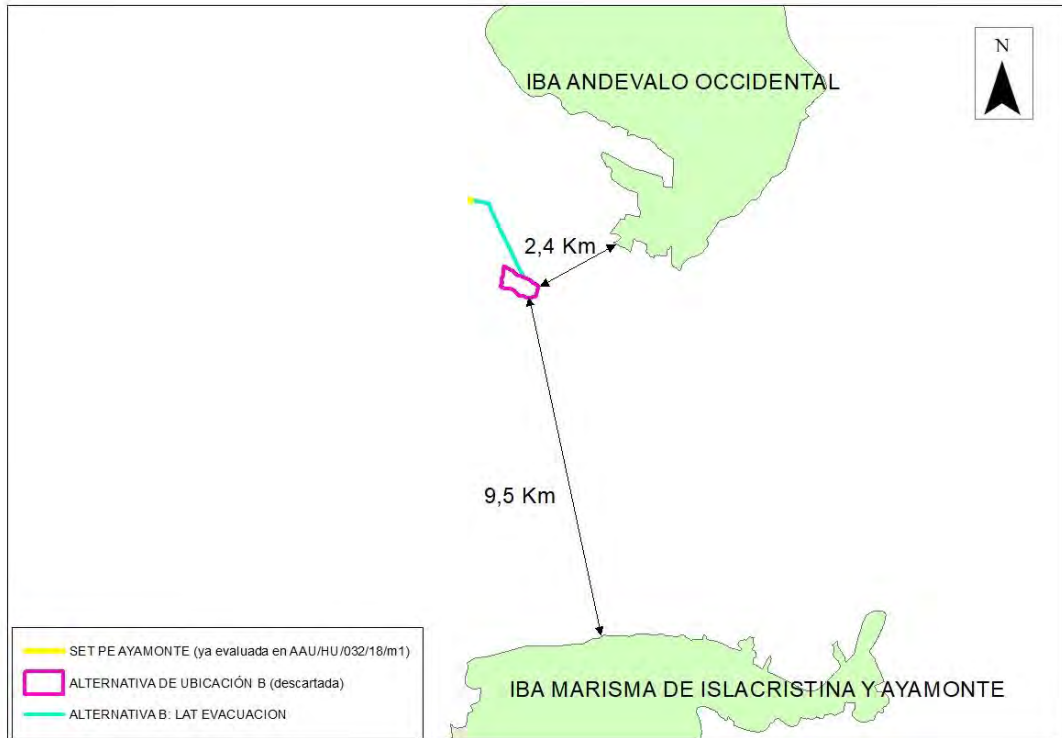 IBA ANDEVALO OCCIDENTAL
N
2,4 Km
9,5 Km
IBA MARISMA DE ISLACRISTINA Y AYAMONTE
SET PE AYAMONTE (ya evaluada en AAU/HU/032/18/m1)
ALTERNATIVA DE UBICACIÓN B (descartada)
ALTERNATIVA B: LAT EVACUACION